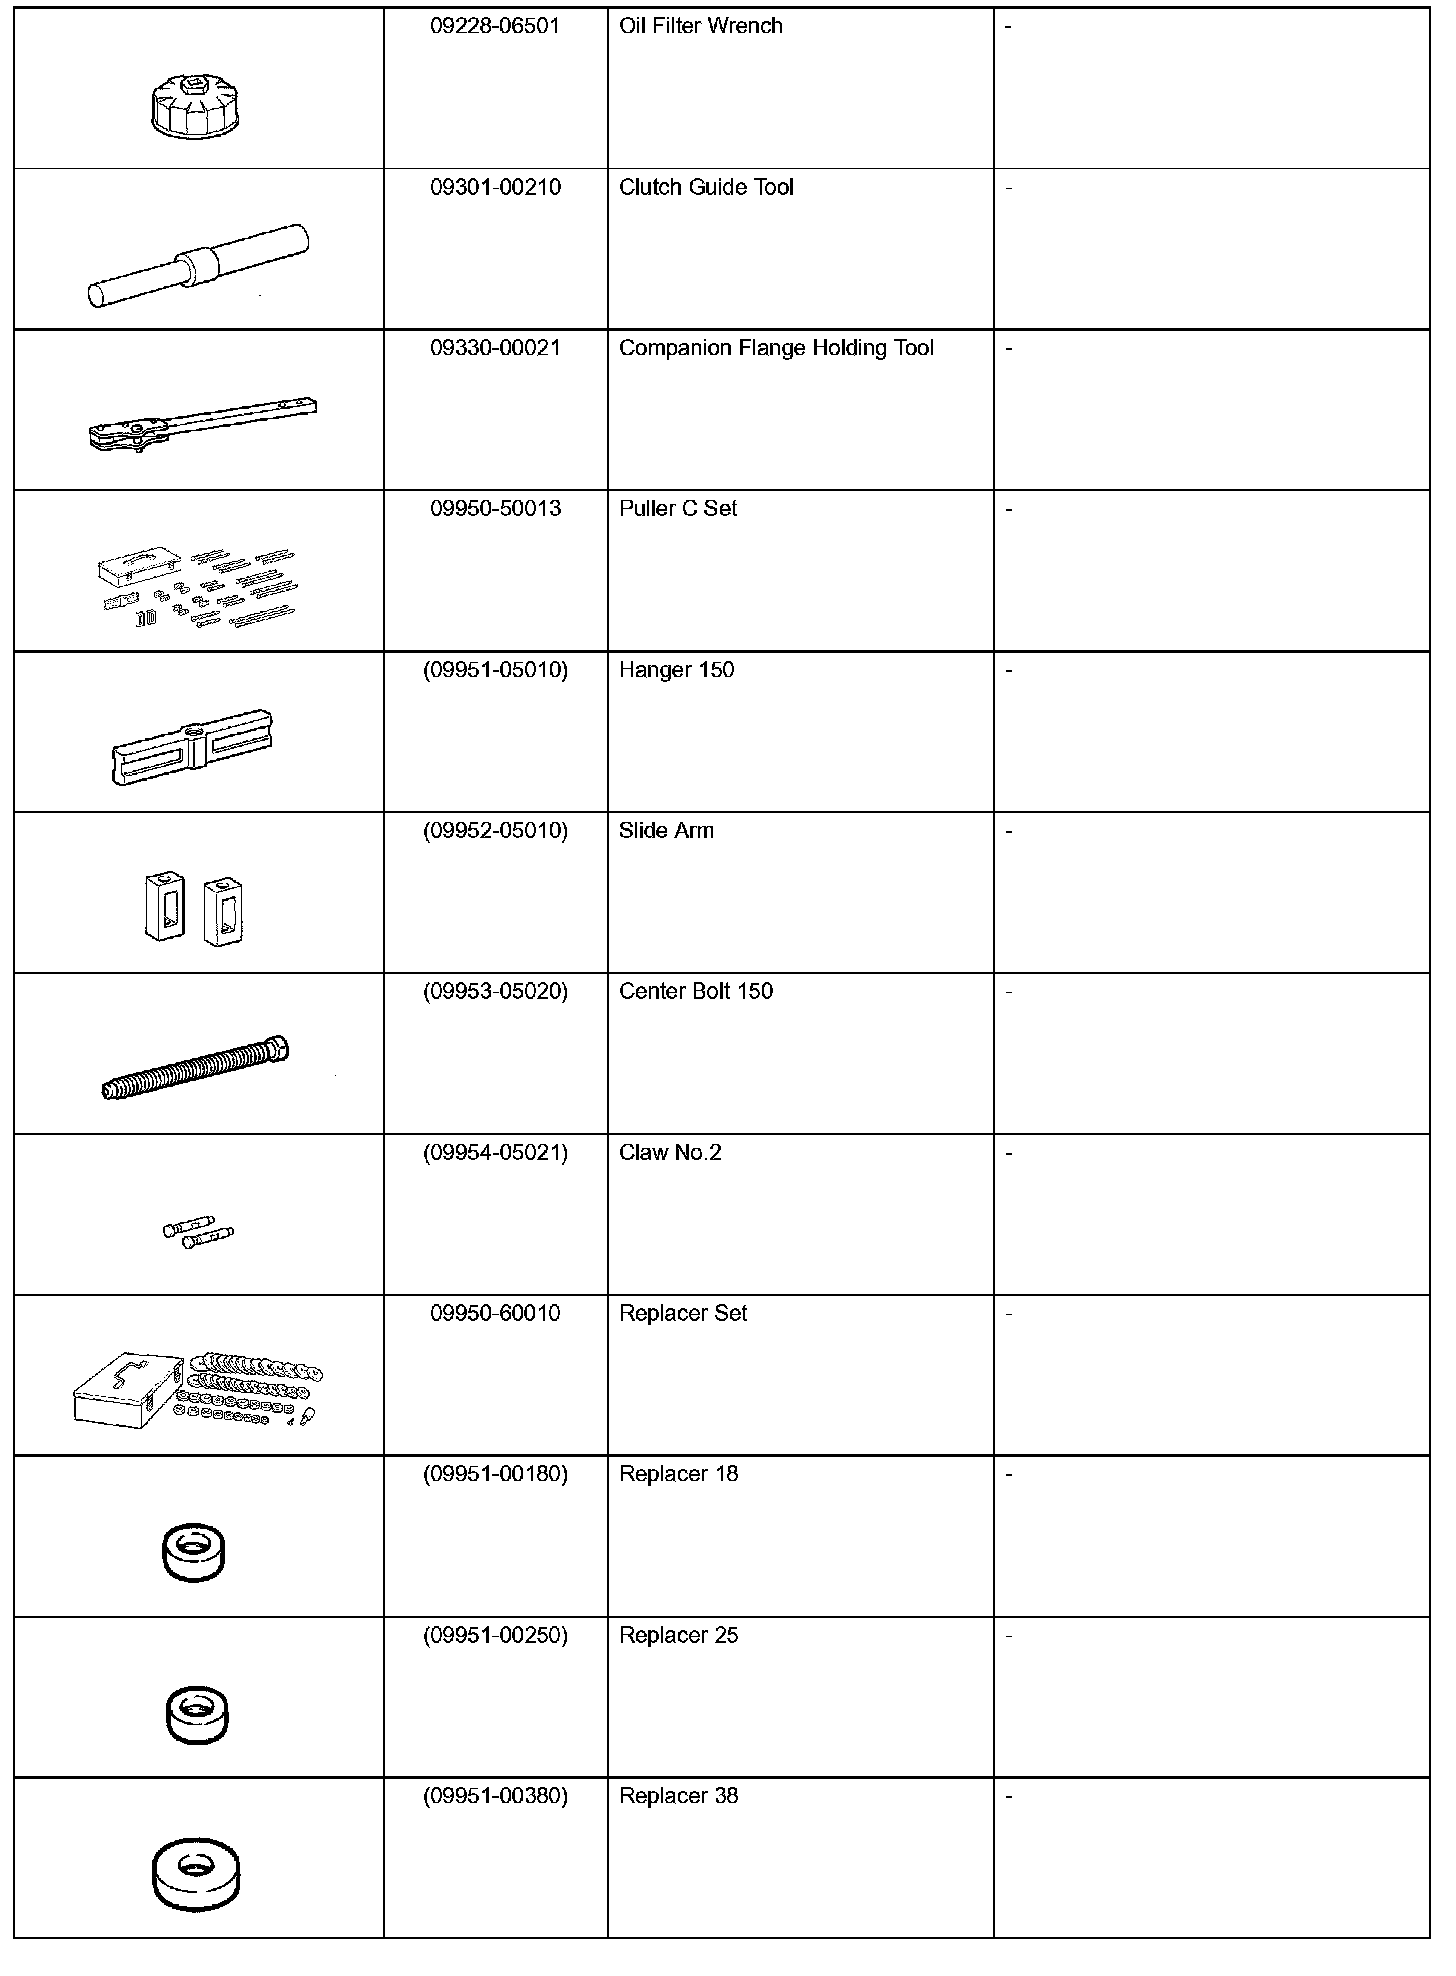 09228-06501 Oil Filter Wrench -
09301-00210 Clutch Guide Tool -
09330-00021 Companion Flange Holding Tool -
09950-50013 Puller C Set -
(09951-05010) Hanger 150 -
(09952-05010) Slide Arm -
(09953-05020) Center Bolt 150 -
(09954-05021) Claw No.2 -
09950-60010 Replacer Set -
(09951-00180) Replacer 18 -
(09951-00250) Replacer 25 -
(09951-00380) Replacer 38 -